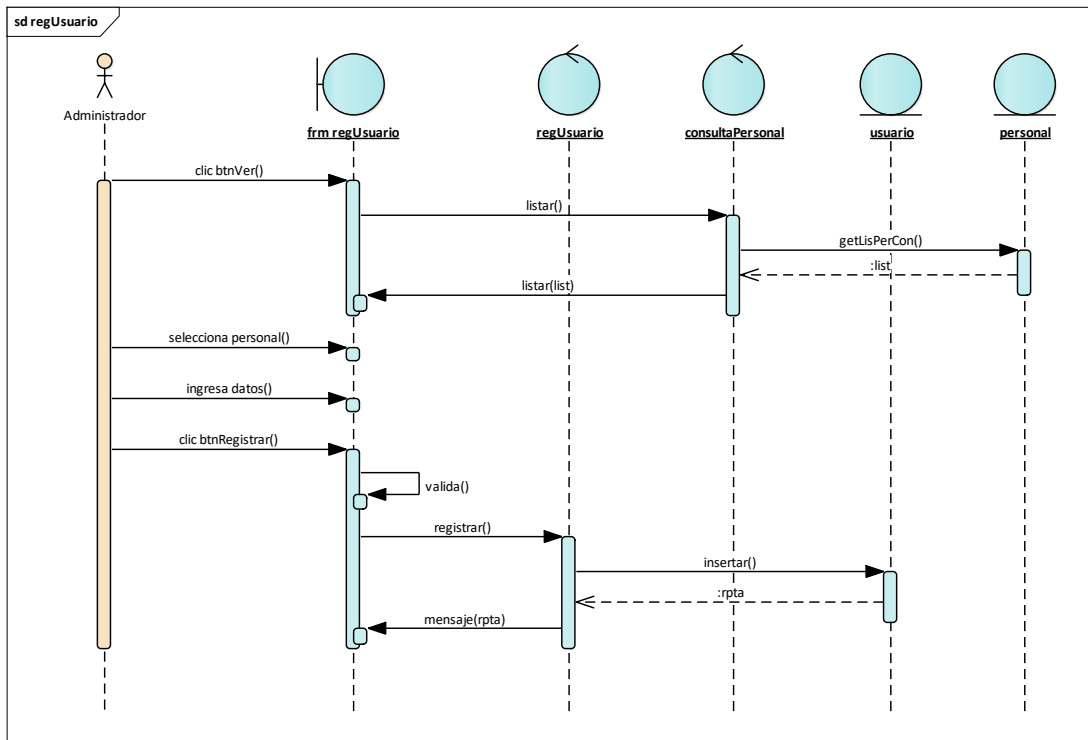 sd regUsuario
Administrador
frm regUsuario
regUsuario
consultaPersonal
usuario
personal
clic btnVer()
listar()
getLisPerCon()
:list
listar(list)
selecciona personal()
ingresa datos()
clic btnRegistrar()
valida()
registrar()
insertar()
:rpta
mensaje(rpta)